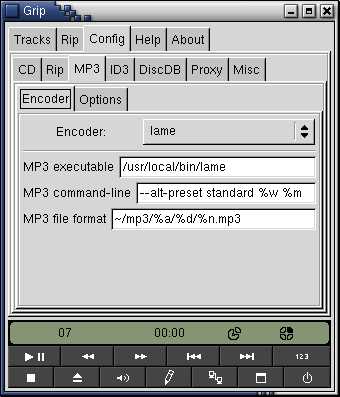 Grip
Tracks Rip Config Help About
CD Rip MP3 ID3 DiscDB Proxy Misc
Encoder Options
Encoder: lame
MP3 executable /usr/local/bin/lame
MP3 command-line --alt-preset standard %w %m
MP3 file format ~/mp3/%a/%d/%n.mp3
07 00:00
123